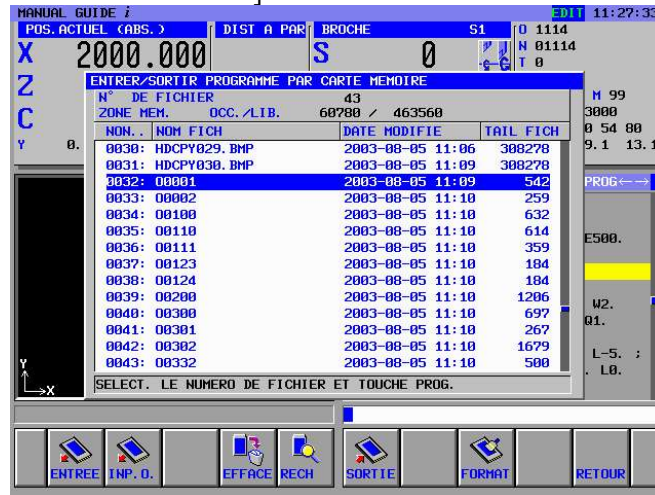 MANUAL GUIDE i EDIT 11:27:33
POS.ACTUEL (ABS.) DIST A PAR BROCHE S1 O 1114
X 2000.000 S 0 N 01114
T 0
ENTRER/SORTIR PROGRAMME PAR CARTE MEMOIRE
Z N° DE FICHIER 43 M 99
C ZONE MEM. OCC./LIB. 60780 / 463560 3000
NON.. NOM FICH DATE MODIFIE TAIL FICH 0 54 80
Y 0. 0030: HDCPY029.BMP 2003-08-05 11:06 308278 9.1 13.1
0031: HDCPY030.BMP 2003-08-05 11:09 308278
0032: O0001 2003-08-05 11:09 542 PROG←→
0033: O0002 2003-08-05 11:10 259
0034: O0100 2003-08-05 11:10 632
0035: O0110 2003-08-05 11:10 614
0036: O0111 2003-08-05 11:10 359 E500.
0037: O0123 2003-08-05 11:10 184
0038: O0124 2003-08-05 11:10 184
0039: O0200 2003-08-05 11:10 1206
0040: O0300 2003-08-05 11:10 697 W2.
0041: O0301 2003-08-05 11:10 267 Q1.
0042: O0302 2003-08-05 11:10 1679 L-5. ;
0043: O0332 2003-08-05 11:10 500 . L0.
Y
X
SELECT. LE NUMERO DE FICHIER ET TOUCHE PROG.
ENTREE INP.O. EFFACE RECH SORTIE FORMAT RETOUR